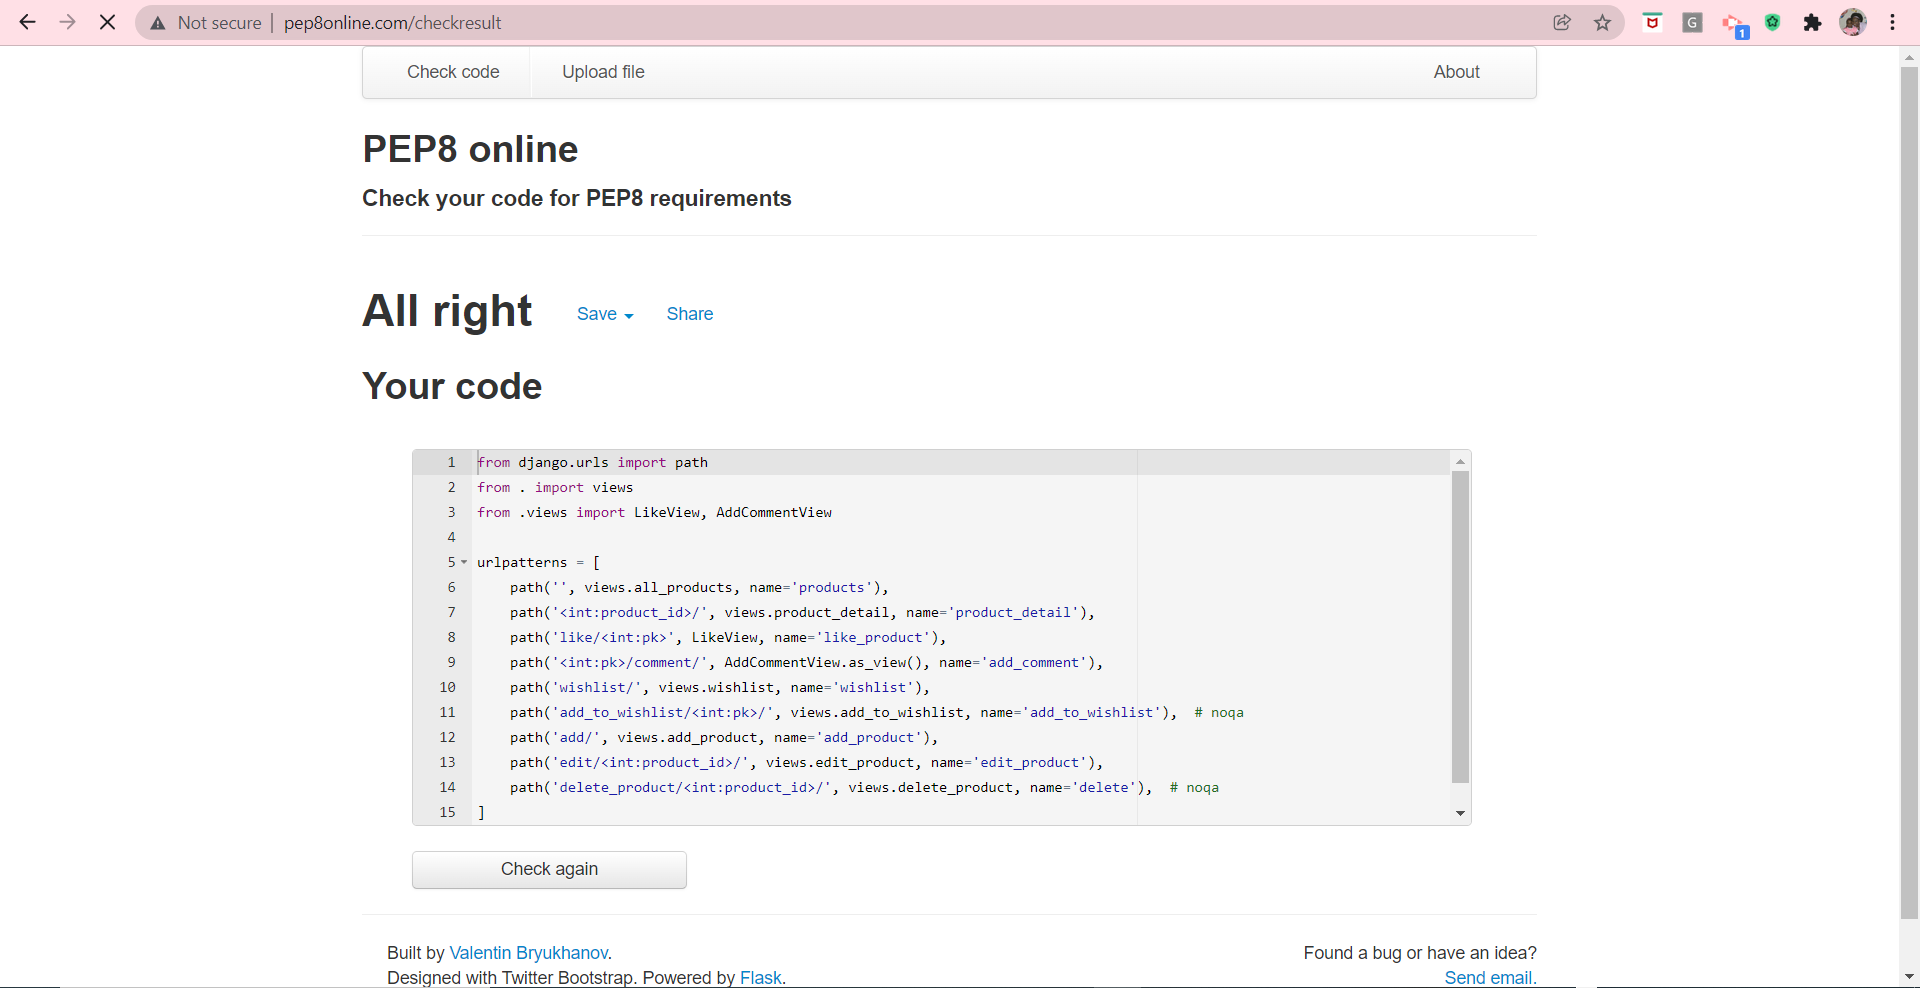 Not secure | pep8online.com/checkresult
G
1
Check code
Upload file
About
PEP8 online
Check your code for PEP8 requirements
All right
Save
Share
Your code
1 from django.urls import path
2 from . import views
3 from .views import LikeView, AddCommentView
4
5 urlpatterns = [
6     path('', views.all_products, name='products'),
7     path('<int:product_id>/', views.product_detail, name='product_detail'),
8     path('like/<int:pk>', LikeView, name='like_product'),
9     path('<int:pk>/comment/', AddCommentView.as_view(), name='add_comment'),
10     path('wishlist/', views.wishlist, name='wishlist'),
11     path('add_to_wishlist/<int:pk>/', views.add_to_wishlist, name='add_to_wishlist'),  # noqa
12     path('add/', views.add_product, name='add_product'),
13     path('edit/<int:product_id>/', views.edit_product, name='edit_product'),
14     path('delete_product/<int:product_id>/', views.delete_product, name='delete'),  # noqa
15 ]
Check again
Built by Valentin Bryukhanov.
Designed with Twitter Bootstrap. Powered by Flask.
Found a bug or have an idea?
Send email.